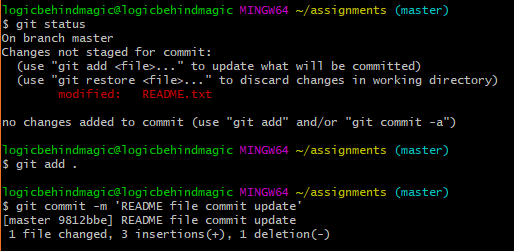 logicbehindmagic@logicbehindmagic MINGW64 ~/assignments (master)
$ git status
On branch master
Changes not staged for commit:
  (use "git add <file>..." to update what will be committed)
  (use "git restore <file>..." to discard changes in working directory)
        modified:   README.txt

no changes added to commit (use "git add" and/or "git commit -a")

logicbehindmagic@logicbehindmagic MINGW64 ~/assignments (master)
$ git add .

logicbehindmagic@logicbehindmagic MINGW64 ~/assignments (master)
$ git commit -m 'README file commit update'
[master 9812bbe] README file commit update
 1 file changed, 3 insertions(+), 1 deletion(-)